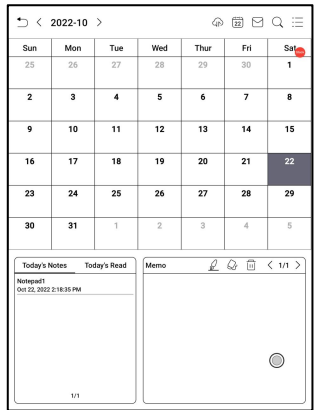 2022-10
22
Sun Mon Tue Wed Thur Fri Sat
25 26 27 28 29 30 1
2 3 4 5 6 7 8
9 10 11 12 13 14 15
16 17 18 19 20 21 22
23 24 25 26 27 28 29
30 31 1 2 3 4 5
Today's Notes Today's Read
Notepad1
Oct 22, 2022 2:18:35 PM
1/1
Memo 1/1